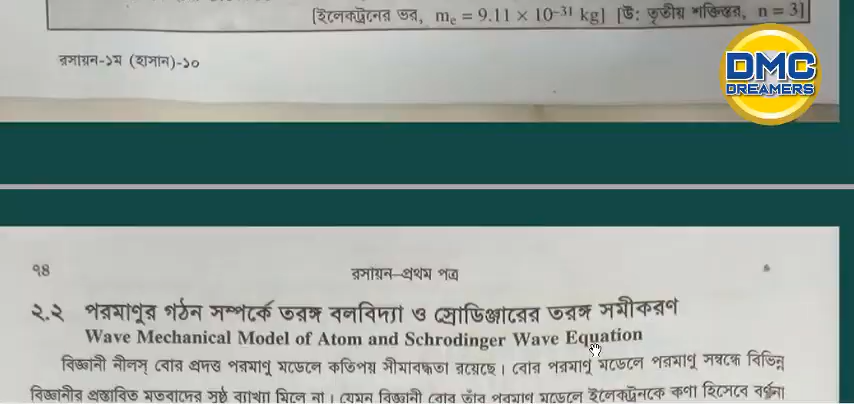 [ইলেকট্রনের ভর, mₑ = 9.11 × 10⁻³¹ kg] [উ: তৃতীয় শক্তিস্তর, n = 3]
রসায়ন-১ম (হাসান)-১০
DMC
DREAMERS
৭৪
রসায়ন—প্রথম পত্র
২.২ পরমাণুর গঠন সম্পর্কে তরঙ্গ বলবিদ্যা ও স্রোডিঞ্জারের তরঙ্গ সমীকরণ
Wave Mechanical Model of Atom and Schrodinger Wave Equation
বিজ্ঞানী নীলস্ বোর প্রদত্ত পরমাণু মডেলে কতিপয় সীমাবদ্ধতা রয়েছে। বোর পরমাণু মডেলে পরমাণু সম্বন্ধে বিভিন্ন
বিজ্ঞানীর প্রস্তাবিত মতবাদের সুষ্ঠু ব্যাখ্যা মিলে না। যেমন বিজ্ঞানী বোর তাঁর পরমাণু মডেলে ইলেকট্রনকে কণা হিসেবে বর্ণনা